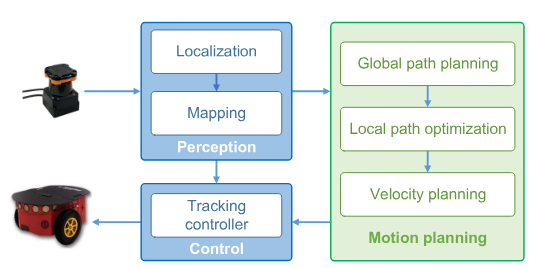 Localization
Mapping
Perception
Tracking
controller
Control
Global path planning
Local path optimization
Velocity planning
Motion planning